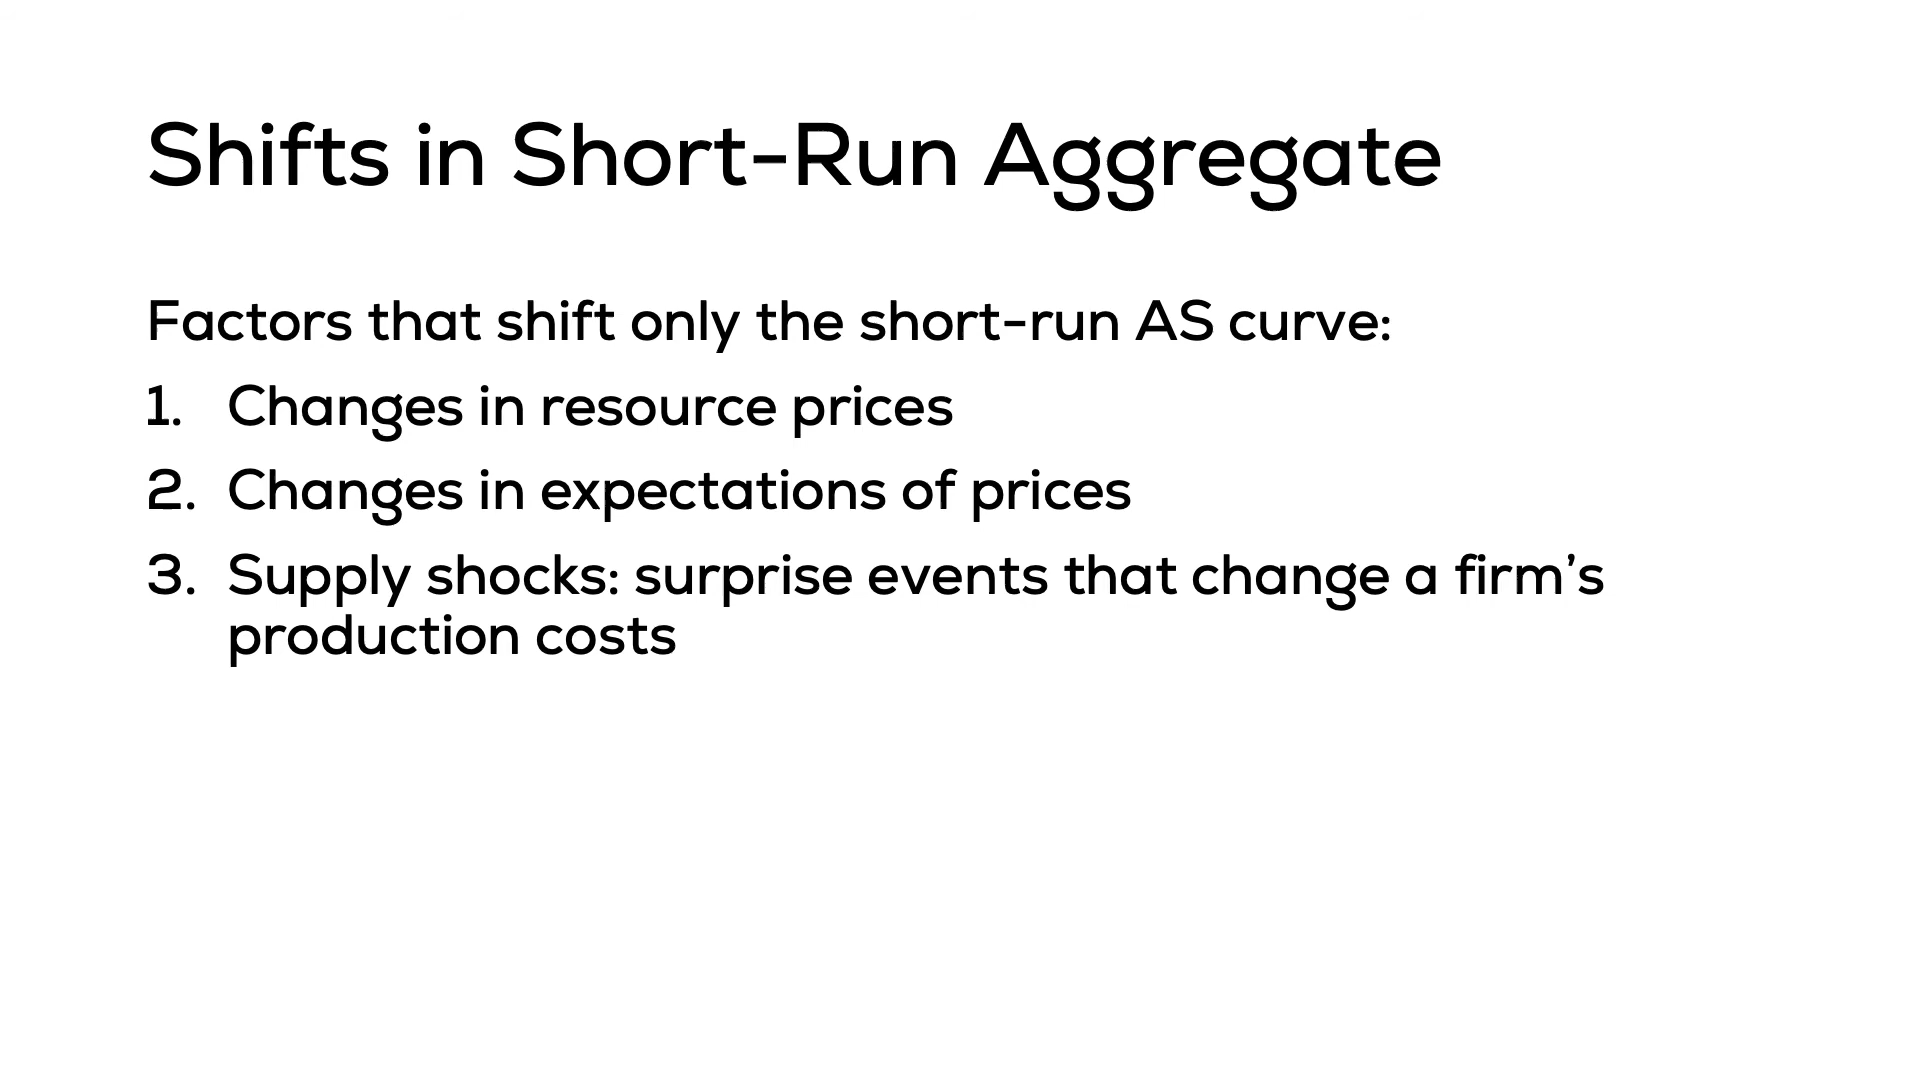 Shifts in Short-Run Aggregate
Factors that shift only the short-run AS curve:
1. Changes in resource prices
2. Changes in expectations of prices
3. Supply shocks: surprise events that change a firm’s
production costs